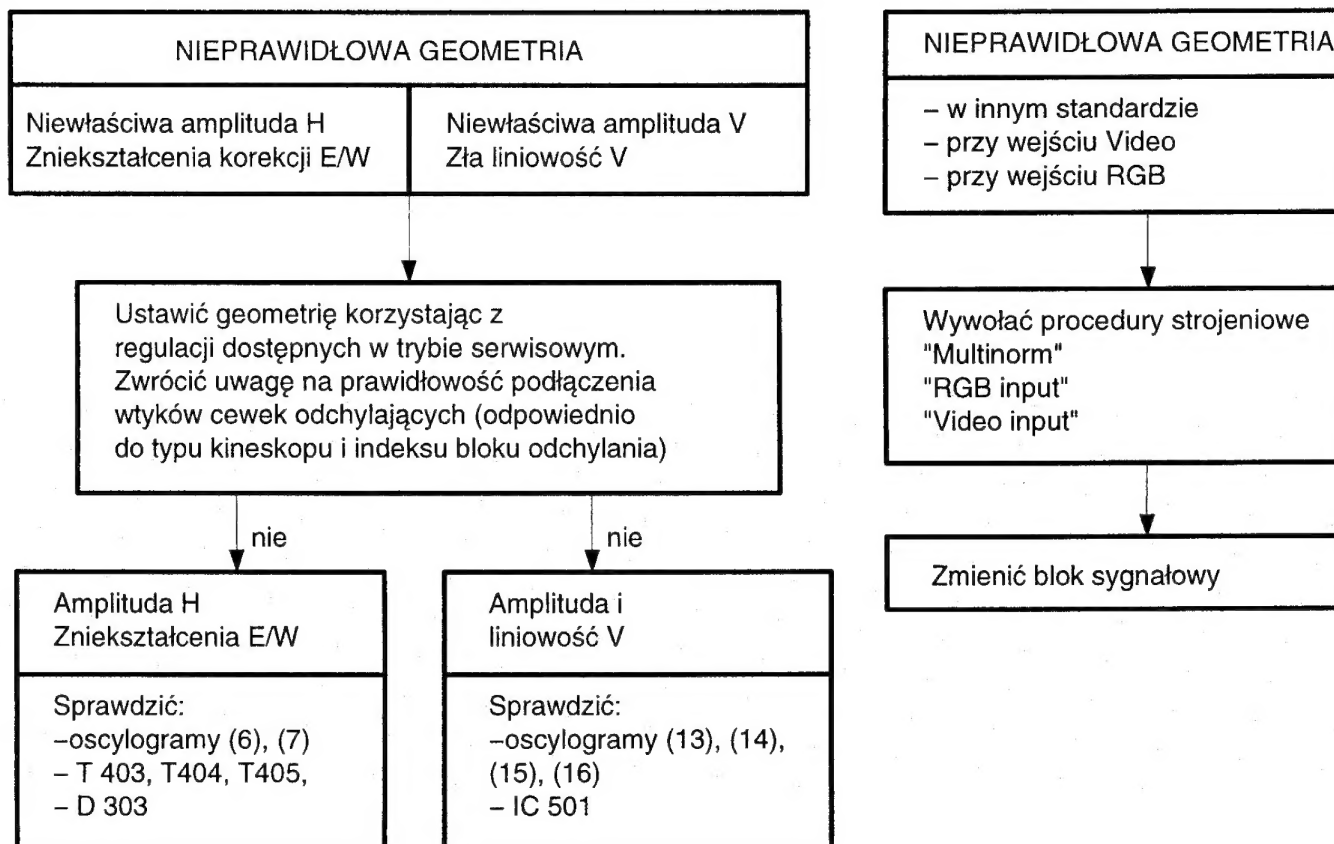 NIEPRAWIDŁOWA GEOMETRIA
Niewłaściwa amplituda H
Zniekształcenia korekcji E/W
Niewłaściwa amplituda V
Zła liniowość V
Ustawić geometrię korzystając z
regulacji dostępnych w trybie serwisowym.
Zwrócić uwagę na prawidłowość podłączenia
wtyków cewek odchylających (odpowiednio
do typu kineskopu i indeksu bloku odchylania)
nie
nie
Amplituda H
Zniekształcenia E/W
Sprawdzić:
–oscylogramy (6), (7)
– T 403, T404, T405,
– D 303
Amplituda i
liniowość V
Sprawdzić:
–oscylogramy (13), (14),
(15), (16)
– IC 501
NIEPRAWIDŁOWA GEOMETRIA
– w innym standardzie
– przy wejściu Video
– przy wejściu RGB
Wywołać procedury strojeniowe
"Multinorm"
"RGB input"
"Video input"
Zmienić blok sygnałowy